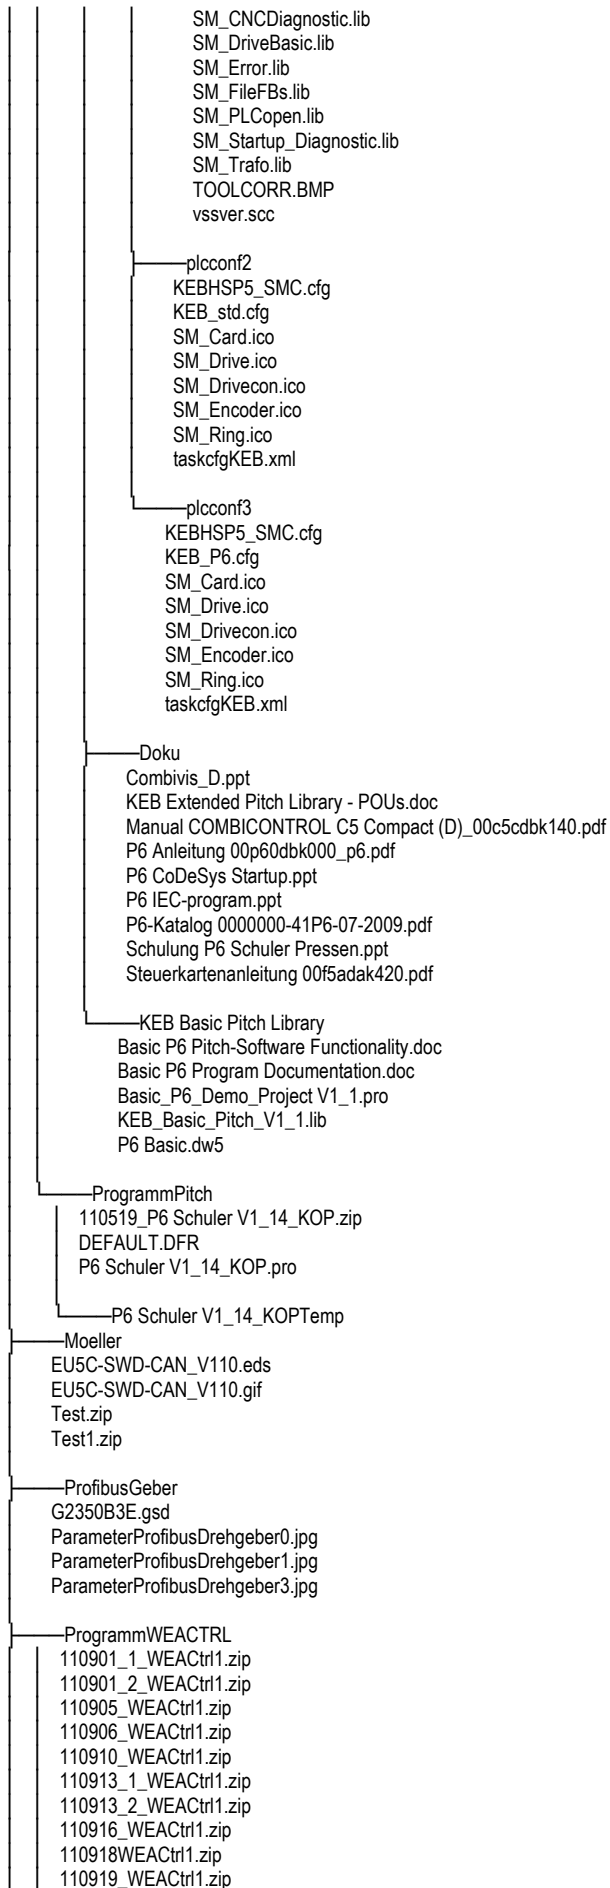 SM_CNCDiagnostic.lib
SM_DriveBasic.lib
SM_Error.lib
SM_FileFBs.lib
SM_PLCopen.lib
SM_Startup_Diagnostic.lib
SM_Trafo.lib
TOOLCORR.BMP
vssver.scc
plcconf2
KEBHSP5_SMC.cfg
KEB_std.cfg
SM_Card.ico
SM_Drive.ico
SM_Drivecon.ico
SM_Encoder.ico
SM_Ring.ico
taskcfgKEB.xml
plcconf3
KEBHSP5_SMC.cfg
KEB_P6.cfg
SM_Card.ico
SM_Drive.ico
SM_Drivecon.ico
SM_Encoder.ico
SM_Ring.ico
taskcfgKEB.xml
Doku
Combivis_D.ppt
KEB Extended Pitch Library - POUs.doc
Manual COMBICONTROL C5 Compact (D)_00c5cdbk140.pdf
P6 Anleitung 00p60dbk000_p6.pdf
P6 CoDeSys Startup.ppt
P6 IEC-program.ppt
P6-Katalog 0000000-41P6-07-2009.pdf
Schulung P6 Schuler Pressen.ppt
Steuerkartenanleitung 00f5adak420.pdf
KEB Basic Pitch Library
Basic P6 Pitch-Software Functionality.doc
Basic P6 Program Documentation.doc
Basic_P6_Demo_Project V1_1.pro
KEB_Basic_Pitch_V1_1.lib
P6 Basic.dw5
ProgrammPitch
110519_P6 Schuler V1_14_KOP.zip
DEFAULT.DFR
P6 Schuler V1_14_KOP.pro
P6 Schuler V1_14_KOPTemp
Moeller
EU5C-SWD-CAN_V110.eds
EU5C-SWD-CAN_V110.gif
Test.zip
Test1.zip
ProfibusGeber
G2350B3E.gsd
ParameterProfibusDrehgeber0.jpg
ParameterProfibusDrehgeber1.jpg
ParameterProfibusDrehgeber3.jpg
ProgrammWEACTRL
110901_1_WEACtrl1.zip
110901_2_WEACtrl1.zip
110905_WEACtrl1.zip
110906_WEACtrl1.zip
110910_WEACtrl1.zip
110913_1_WEACtrl1.zip
110913_2_WEACtrl1.zip
110916_WEACtrl1.zip
110918WEACtrl1.zip
110919_WEACtrl1.zip